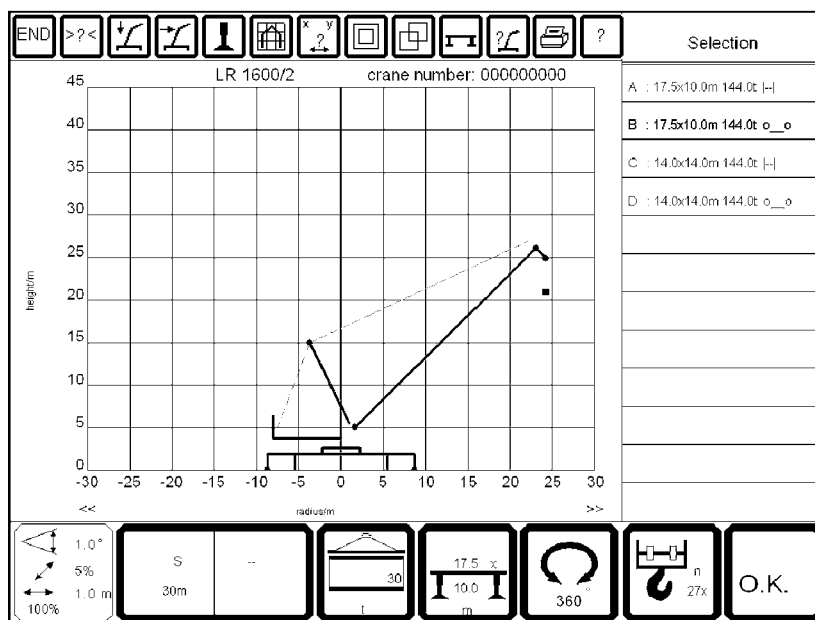 END >?< x y ? ? ?
LR 1600/2 crane number: 000000000
Selection
A : 17.5x10.0m 144.0t |--|
B : 17.5x10.0m 144.0t o__o
C : 14.0x14.0m 144.0t |--|
D : 14.0x14.0m 144.0t o__o
45
40
35
30
25
20
15
10
5
0
height/m
-30 -25 -20 -15 -10 -5 0 5 10 15 20 25 30
<< radius/m >>
1.0°
5%
1.0 m
100%
S --
30m
30
t
17.5 x
10.0
m
360°
n
27x
O.K.